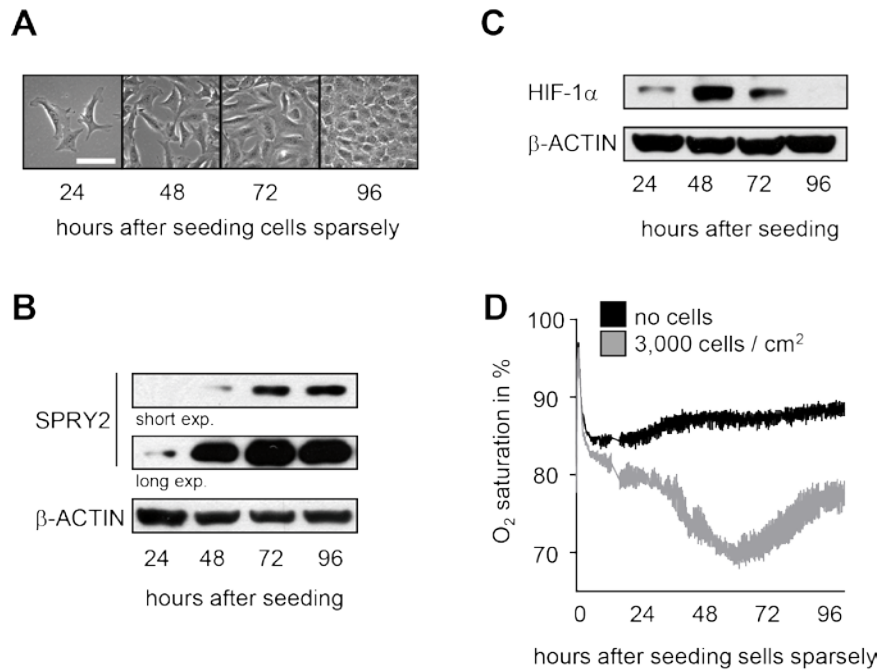 A
24 48 72 96
hours after seeding cells sparsely
B
SPRY2
short exp.
long exp.
β-ACTIN
24 48 72 96
hours after seeding
C
HIF-1α
β-ACTIN
24 48 72 96
hours after seeding
D
no cells
3,000 cells / cm²
O₂ saturation in %
100
90
80
70
0 24 48 72 96
hours after seeding sells sparsely